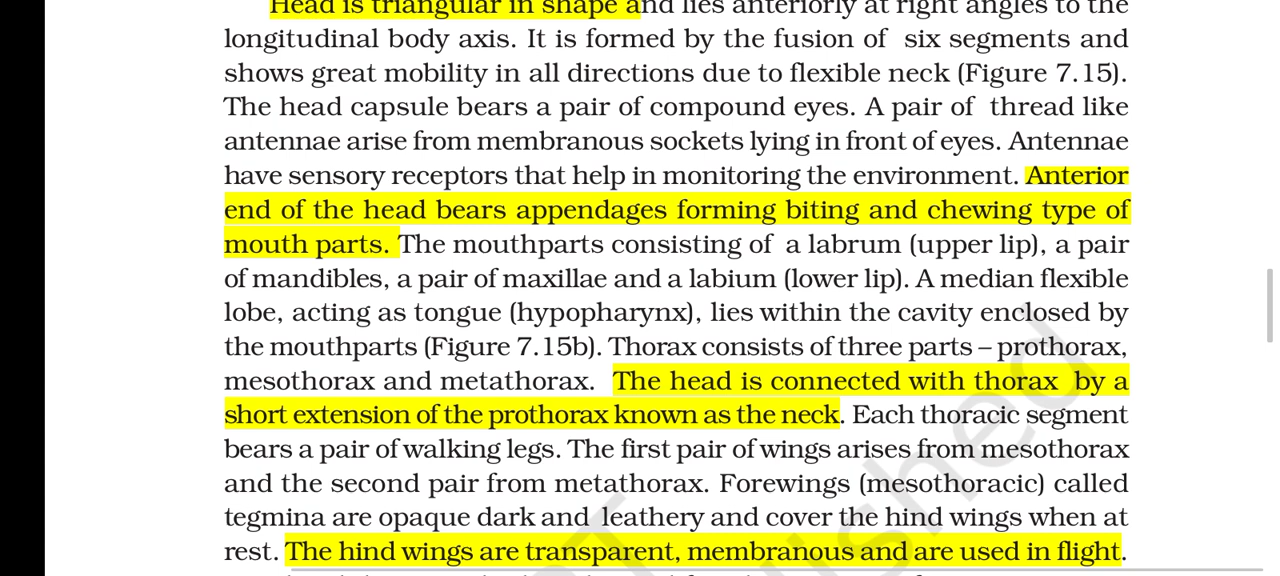 Head is triangular in shape and lies anteriorly at right angles to the
longitudinal body axis. It is formed by the fusion of six segments and
shows great mobility in all directions due to flexible neck (Figure 7.15).
The head capsule bears a pair of compound eyes. A pair of thread like
antennae arise from membranous sockets lying in front of eyes. Antennae
have sensory receptors that help in monitoring the environment. Anterior
end of the head bears appendages forming biting and chewing type of
mouth parts. The mouthparts consisting of a labrum (upper lip), a pair
of mandibles, a pair of maxillae and a labium (lower lip). A median flexible
lobe, acting as tongue (hypopharynx), lies within the cavity enclosed by
the mouthparts (Figure 7.15b). Thorax consists of three parts – prothorax,
mesothorax and metathorax. The head is connected with thorax by a
short extension of the prothorax known as the neck. Each thoracic segment
bears a pair of walking legs. The first pair of wings arises from mesothorax
and the second pair from metathorax. Forewings (mesothoracic) called
tegmina are opaque dark and leathery and cover the hind wings when at
rest. The hind wings are transparent, membranous and are used in flight.